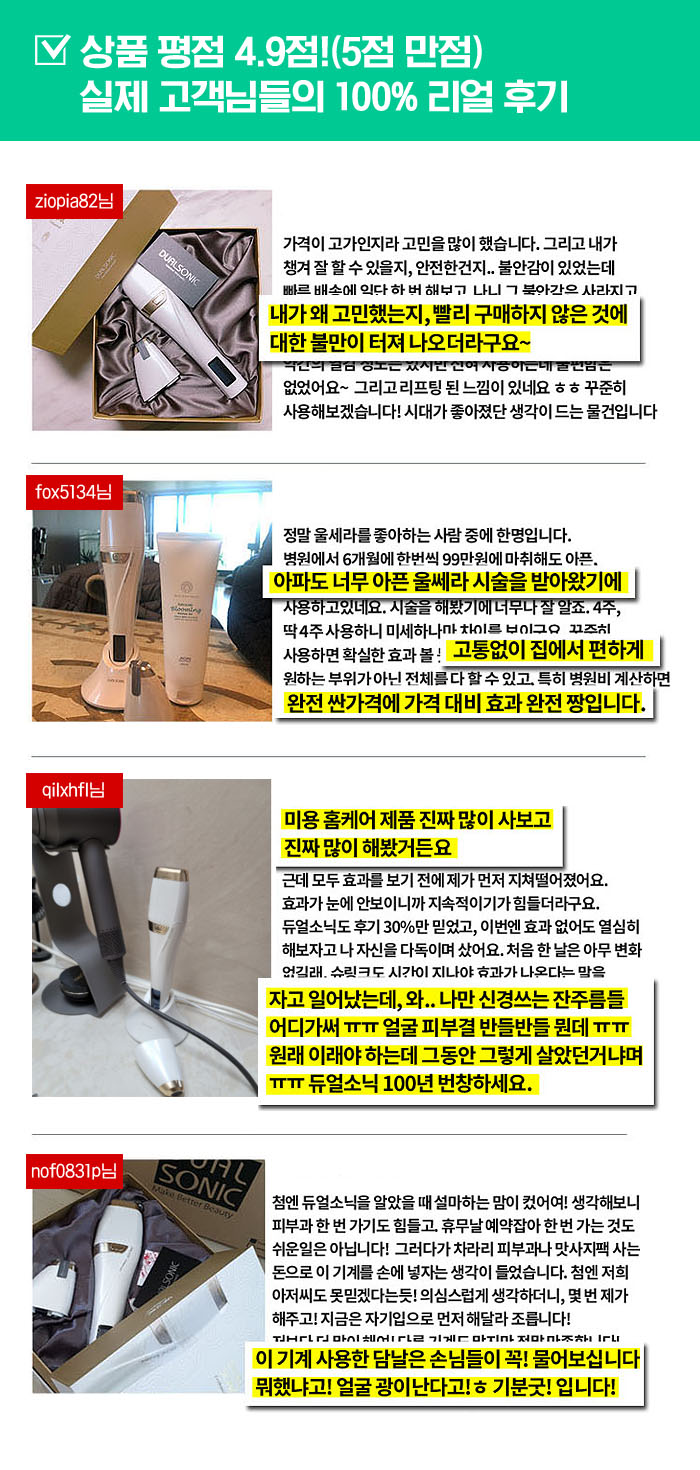 상품 평점 4.9점!(5점 만점)
실제 고객님들의 100% 리얼 후기
ziopia82님
DUALSONIC
DUALSONIC
가격이 고가인지라 고민을 많이 했습니다. 그리고 내가
챙겨 잘 할 수 있을지, 안전한건지.. 불안감이 있었는데
빠른 배송에 일단 한 번 해보고 나니 그 불안감은 사라지고
내가 왜 고민했는지, 빨리 구매하지 않은 것에
대한 불만이 터져 나오더라구요~
없었어요~ 그리고 리프팅 된 느낌이 있네요 ㅎㅎ 꾸준히
사용해보겠습니다! 시대가 좋아졌단 생각이 드는 물건입니다
fox5134님
Blooming
정말 울세라를 좋아하는 사람 중에 한명입니다.
병원에서 6개월에 한번씩 99만원에 마취해도 아픈,
아파도 너무 아픈 울쎄라 시술을 받아왔기에
사용하고있네요. 시술을 해봤기에 너무나 잘 알죠. 4주,
딱 4주 사용하니 미세하나마 차이를 보이구요. 꾸준히
사용하면 확실한 효과 볼
고통없이 집에서 편하게
원하는 부위가 아닌 전체를 다 할 수 있고, 특히 병원비 계산하면
완전 싼가격에 가격 대비 효과 완전 짱입니다.
qilxhfl님
미용 홈케어 제품 진짜 많이 사보고
진짜 많이 해봤거든요
근데 모두 효과를 보기 전에 제가 먼저 지쳐떨어졌어요.
효과가 눈에 안보이니까 지속적이기가 힘들더라구요.
듀얼소닉도 후기 30%만 믿었고, 이번엔 효과 없어도 열심히
해보자고 나 자신을 다독이며 샀어요. 처음 한 날은 아무 변화
없길래, 슈링크도 시간이 지나야 효과가 나온다는 말을
자고 일어났는데, 와.. 나만 신경쓰는 잔주름들
어디가써 ㅠㅠ 얼굴 피부결 반들반들 뭔데 ㅠㅠ
원래 이래야 하는데 그동안 그렇게 살았던거냐며
ㅠㅠ 듀얼소닉 100년 번창하세요.
nof0831p님
DUAL
SONIC
Make Better Beauty
첨엔 듀얼소닉을 알았을 때 설마하는 맘이 컸어여! 생각해보니
피부과 한 번 가기도 힘들고. 휴무날 예약잡아 한 번 가는 것도
쉬운일은 아닙니다! 그러다가 차라리 피부과나 맛사지팩 사는
돈으로 이 기계를 손에 넣자는 생각이 들었습니다. 첨엔 저희
아저씨도 못믿겠다는듯! 의심스럽게 생각하더니, 몇 번 제가
해주고! 지금은 자기입으로 먼저 해달라 조릅니다!
이 기계 사용한 담날은 손님들이 꼭! 물어보십니다
뭐했냐고! 얼굴 광이난다고!ㅎ 기분굿! 입니다!